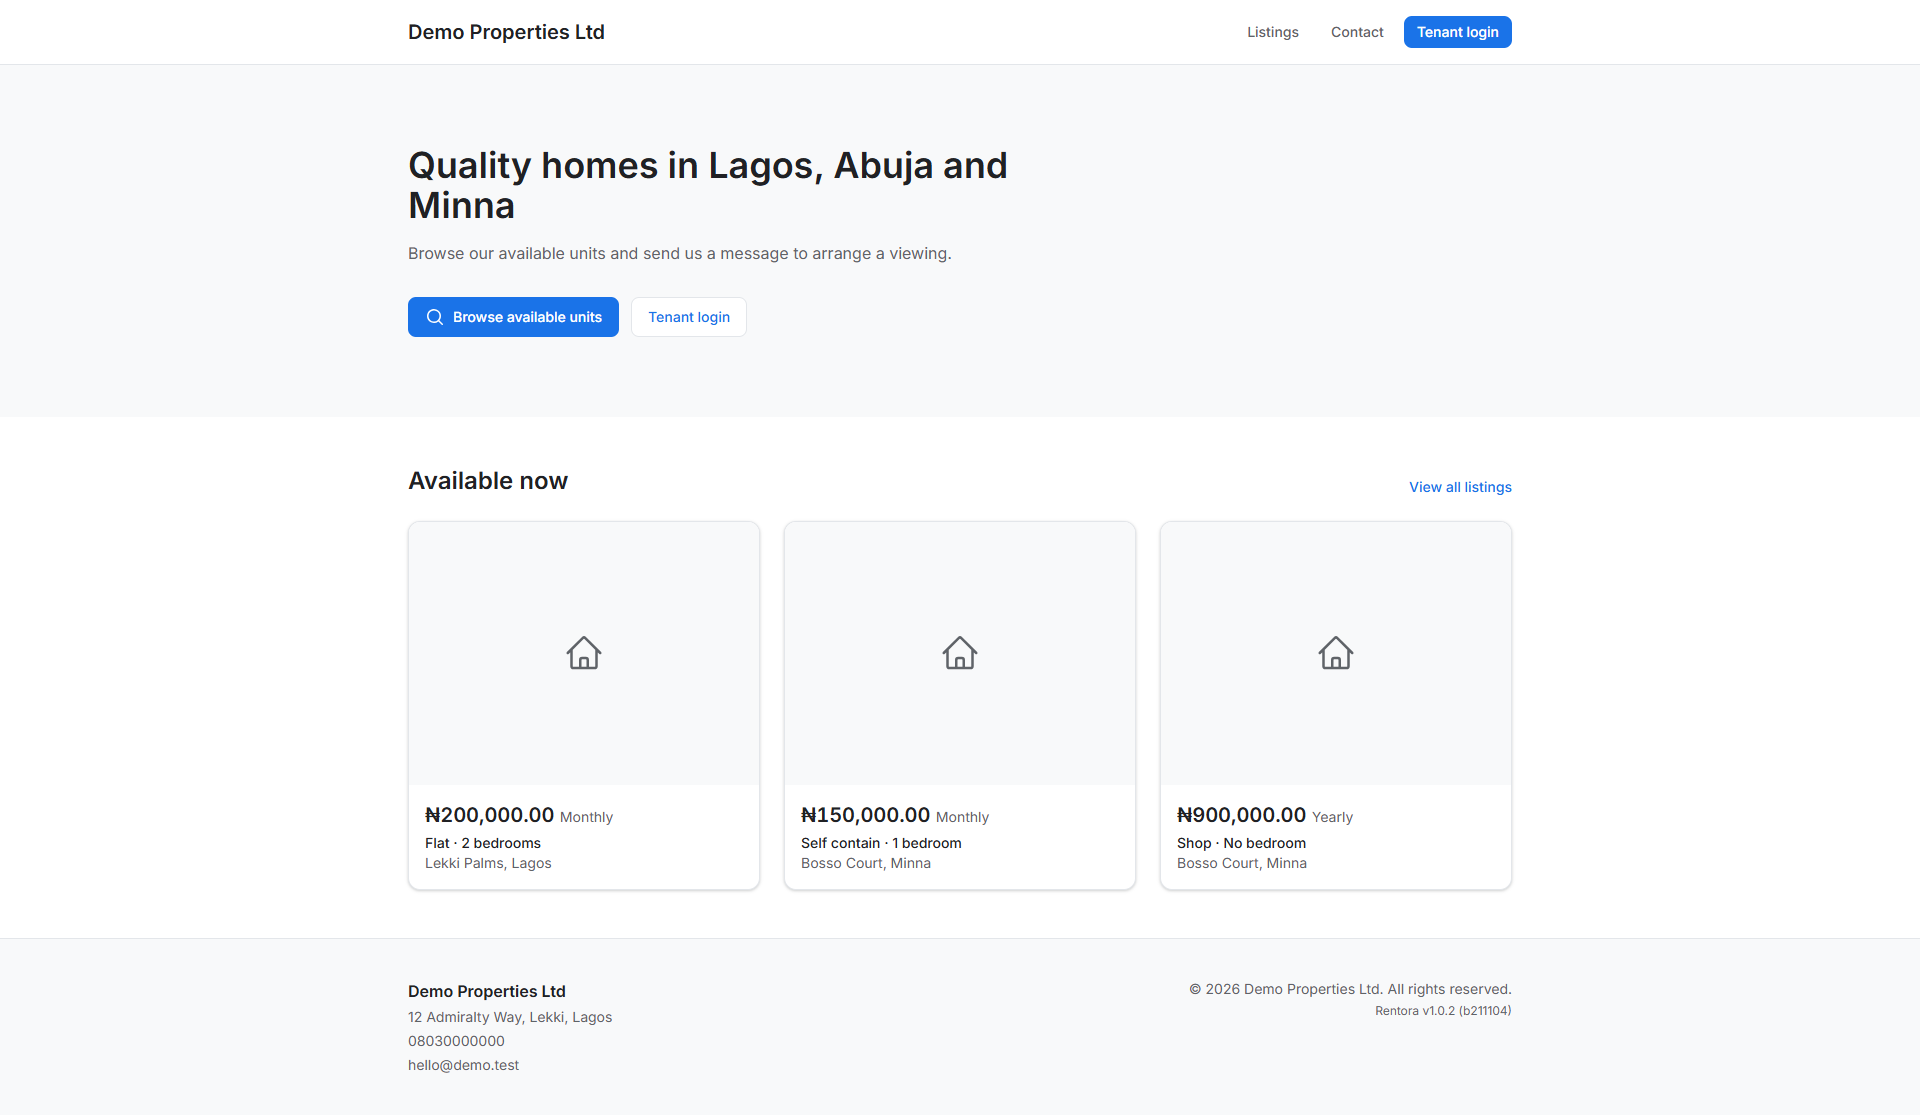 Demo Properties Ltd
Listings
Contact
Tenant login
Quality homes in Lagos, Abuja and
Minna
Browse our available units and send us a message to arrange a viewing.
Browse available units
Tenant login
Available now
View all listings
₦200,000.00 Monthly
Flat · 2 bedrooms
Lekki Palms, Lagos
₦150,000.00 Monthly
Self contain · 1 bedroom
Bosso Court, Minna
₦900,000.00 Yearly
Shop · No bedroom
Bosso Court, Minna
Demo Properties Ltd
12 Admiralty Way, Lekki, Lagos
08030000000
hello@demo.test
© 2026 Demo Properties Ltd. All rights reserved.
Rentora v1.0.2 (b211104)